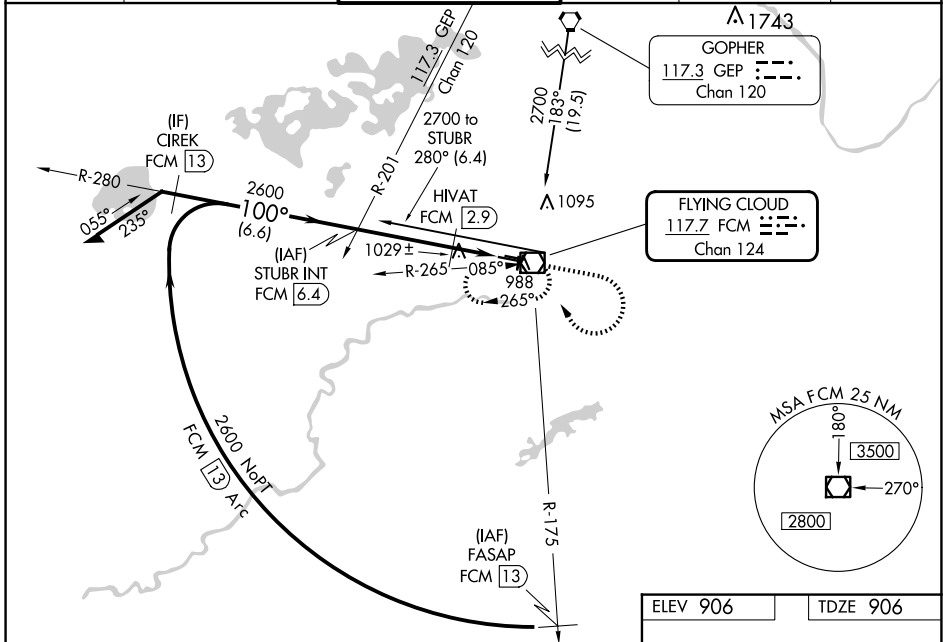 1743
GOPHER
117.3 GEP
Chan 120
117.3 GEP
Chan 120
2700
183°
(19.5)
2700 to
STUBR
280° (6.4)
(IF)
CIREK
FCM 13
R-280
R-201
1095
HIVAT
FCM 2.9
FLYING CLOUD
117.7 FCM
Chan 124
055°
235°
2600
100°
(6.6)
(IAF)
STUBR INT
FCM 6.4
1029 ±
R-265
085°
988
265°
2600 NoPT
FCM 13 Arc
R-175
(IAF)
FASAP
FCM 13
MSA FCM 25 NM
180°
3500
270°
2800
ELEV 906
TDZE 906